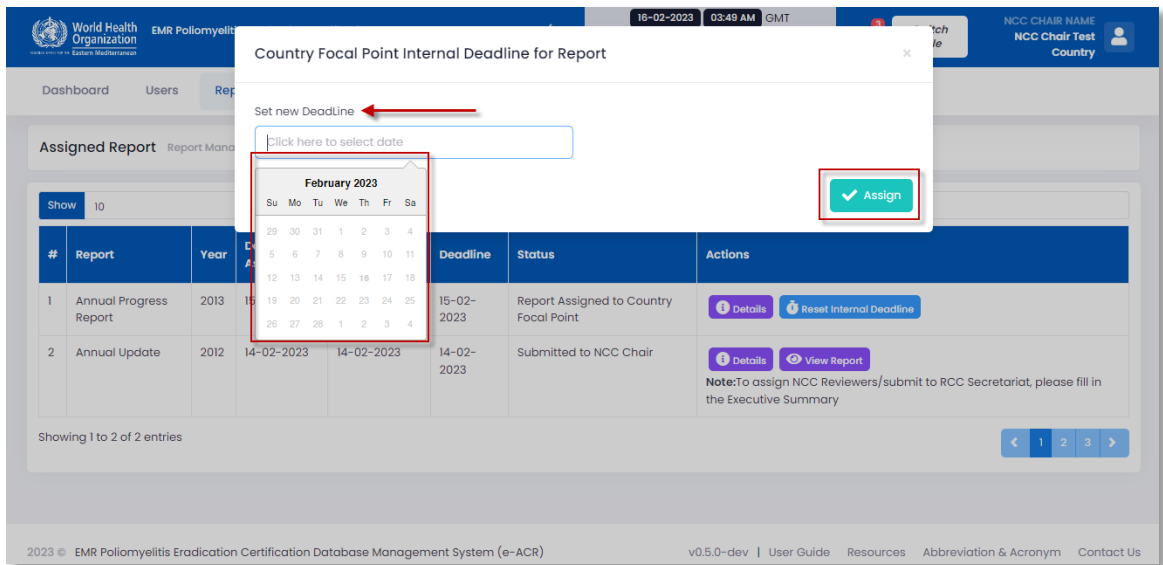 World Health
Organization
Eastern Mediterranean
EMR Poliomyelit
16-02-2023 03:49 AM GMT
3
NCC CHAIR NAME
NCC Chair Test
Country
Country Focal Point Internal Deadline for Report
×
Dashboard Users Rep
Set new DeadLine
Click here to select date
Assigned Report Report Mana
February 2023
Su Mo Tu We Th Fr Sa
29 30 31 1 2 3 4
5 6 7 8 9 10 11
12 13 14 15 16 17 18
19 20 21 22 23 24 25
26 27 28 1 2 3 4
Assign
Show 10
# Report Year Deadline Status Actions
1 Annual Progress Report 2013 15 15-02-2023 Report Assigned to Country Focal Point Details Reset Internal Deadline
2 Annual Update 2012 14-02-2023 14-02-2023 14-02-2023 Submitted to NCC Chair Details View Report
Note:To assign NCC Reviewers/submit to RCC Secretariat, please fill in
the Executive Summary
Showing 1 to 2 of 2 entries
< 1 2 3 >
2023 © EMR Poliomyelitis Eradication Certification Database Management System (e-ACR)
v0.5.0-dev | User Guide Resources Abbreviation & Acronym Contact Us